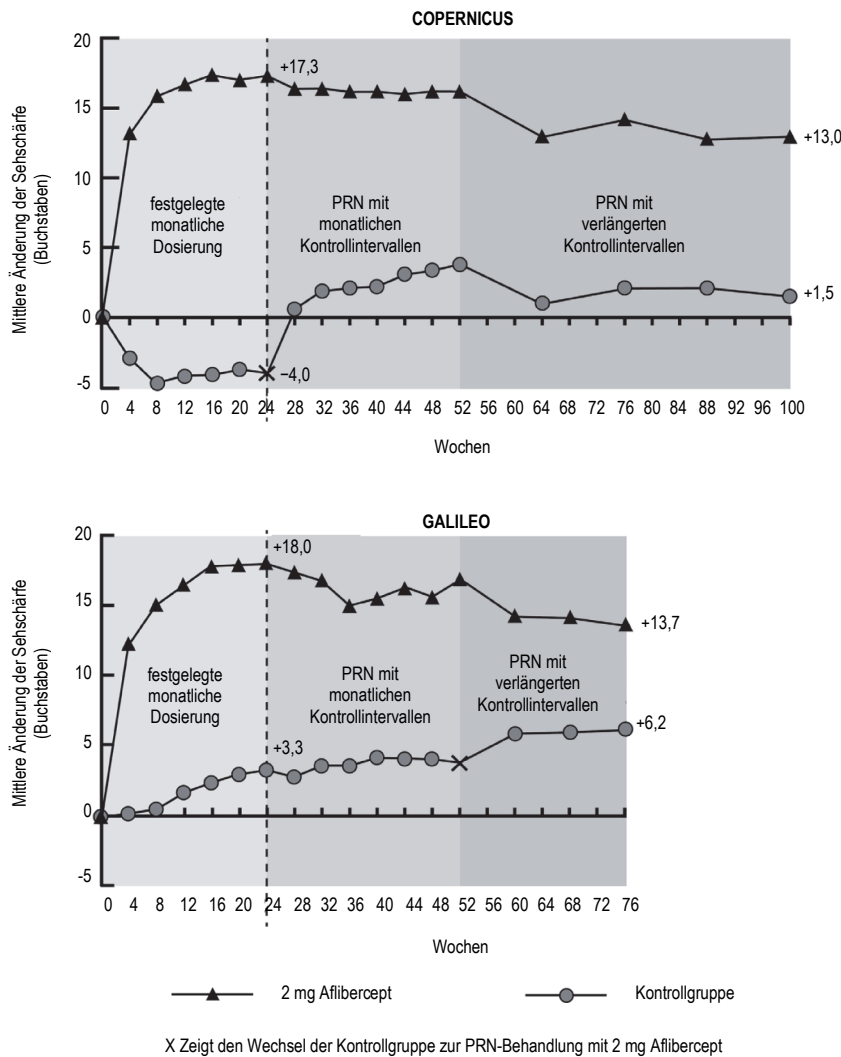 COPERNICUS
20
15
10
5
0
-5
Mittlere Änderung der Sehschärfe
(Buchstaben)
+17,3
+13,0
festgelegte
monatliche
Dosierung
PRN mit
monatlichen
Kontrollintervallen
PRN mit
verlängerten
Kontrollintervallen
+1,5
−4,0
0 4 8 12 16 20 24 28 32 36 40 44 48 52 56 60 64 68 72 76 80 84 88 92 96 100
Wochen
GALILEO
20
15
10
5
0
-5
Mittlere Änderung der Sehschärfe
(Buchstaben)
+18,0
+13,7
festgelegte
monatliche
Dosierung
PRN mit
monatlichen
Kontrollintervallen
PRN mit
verlängerten
Kontrollintervallen
+3,3
+6,2
0 4 8 12 16 20 24 28 32 36 40 44 48 52 56 60 64 68 72 76
Wochen
2 mg Aflibercept
Kontrollgruppe
X Zeigt den Wechsel der Kontrollgruppe zur PRN-Behandlung mit 2 mg Aflibercept